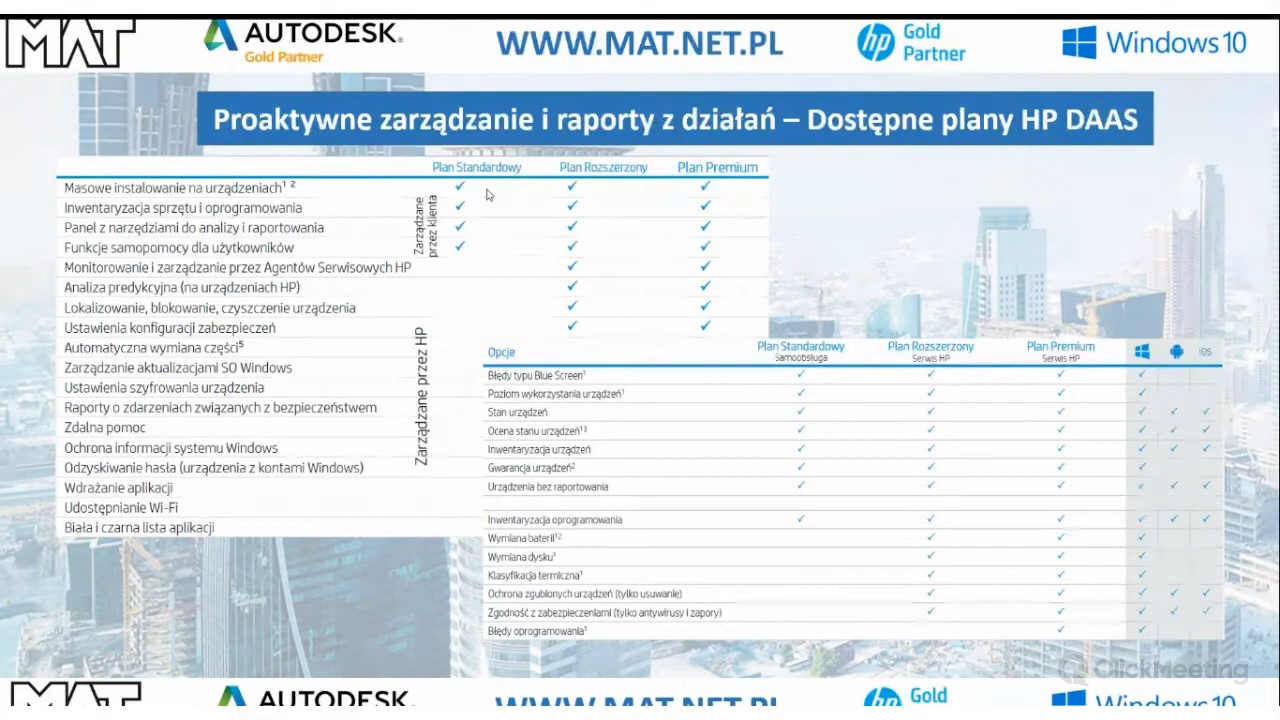 MAT
AUTODESK.
Gold Partner
WWW.MAT.NET.PL
hp
Gold
Partner
Windows 10
Proaktywne zarządzanie i raporty z działań – Dostępne plany HP DAAS
Plan Standardowy Plan Rozszerzony Plan Premium
Masowe instalowanie na urządzeniach¹ ² ✓ ✓ ✓
Inwentaryzacja sprzętu i oprogramowania ✓ ✓ ✓
Panel z narzędziami do analizy i raportowania ✓ ✓ ✓
Funkcje samopomocy dla użytkowników ✓ ✓ ✓
Zarządzane
przez klienta
Monitorowanie i zarządzanie przez Agentów Serwisowych HP ✓ ✓
Analiza predykcyjna (na urządzeniach HP) ✓ ✓
Lokalizowanie, blokowanie, czyszczenie urządzenia ✓ ✓
Ustawienia konfiguracji zabezpieczeń ✓ ✓
Automatyczna wymiana części⁵
Zarządzanie aktualizacjami SO Windows
Ustawienia szyfrowania urządzenia
Raporty o zdarzeniach związanych z bezpieczeństwem
Zdalna pomoc
Ochrona informacji systemu Windows
Odzyskiwanie hasła (urządzenia z kontami Windows)
Wdrażanie aplikacji
Udostępnianie Wi-Fi
Biała i czarna lista aplikacji
Zarządzane przez HP
Opcje Plan Standardowy Plan Rozszerzony Plan Premium iOS
Samoobsługa Serwis HP Serwis HP
Błędy typu Blue Screen¹ ✓ ✓ ✓ ✓
Poziom wykorzystania urządzeń¹ ✓ ✓ ✓ ✓
Stan urządzeń ✓ ✓ ✓ ✓ ✓ ✓
Ocena stanu urządzeń¹³ ✓ ✓ ✓ ✓ ✓ ✓
Inwentaryzacja urządzeń ✓ ✓ ✓ ✓ ✓ ✓
Gwarancja urządzeń² ✓ ✓ ✓ ✓
Urządzenia bez raportowania ✓ ✓ ✓ ✓ ✓ ✓
Inwentaryzacja oprogramowania ✓ ✓ ✓ ✓ ✓ ✓
Wymiana baterii¹² ✓ ✓ ✓
Wymiana dysku¹ ✓ ✓ ✓
Klasyfikacja termiczna¹ ✓ ✓ ✓
Ochrona zgubionych urządzeń (tylko usuwanie) ✓ ✓ ✓ ✓ ✓
Zgodność z zabezpieczeniami (tylko antywirusy i zapory) ✓ ✓ ✓ ✓ ✓
Błędy oprogramowania¹ ✓ ✓
ClickMeeting
MAT
AUTODESK.
WWW.MAT.NET.PL
hp
Gold
Windows 10